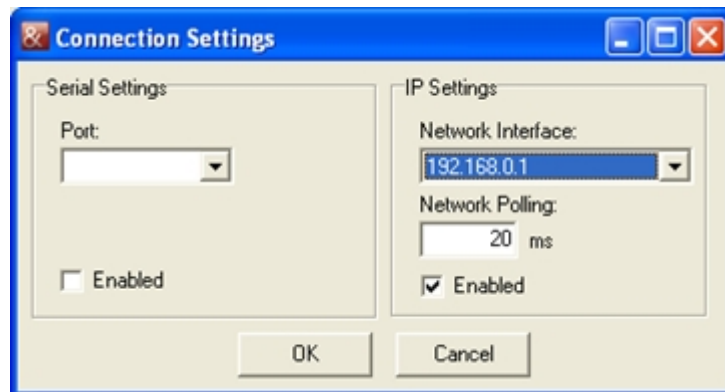 & Connection Settings
Serial Settings
Port:
Enabled
IP Settings
Network Interface:
192.168.0.1
Network Polling:
20 ms
Enabled
OK
Cancel